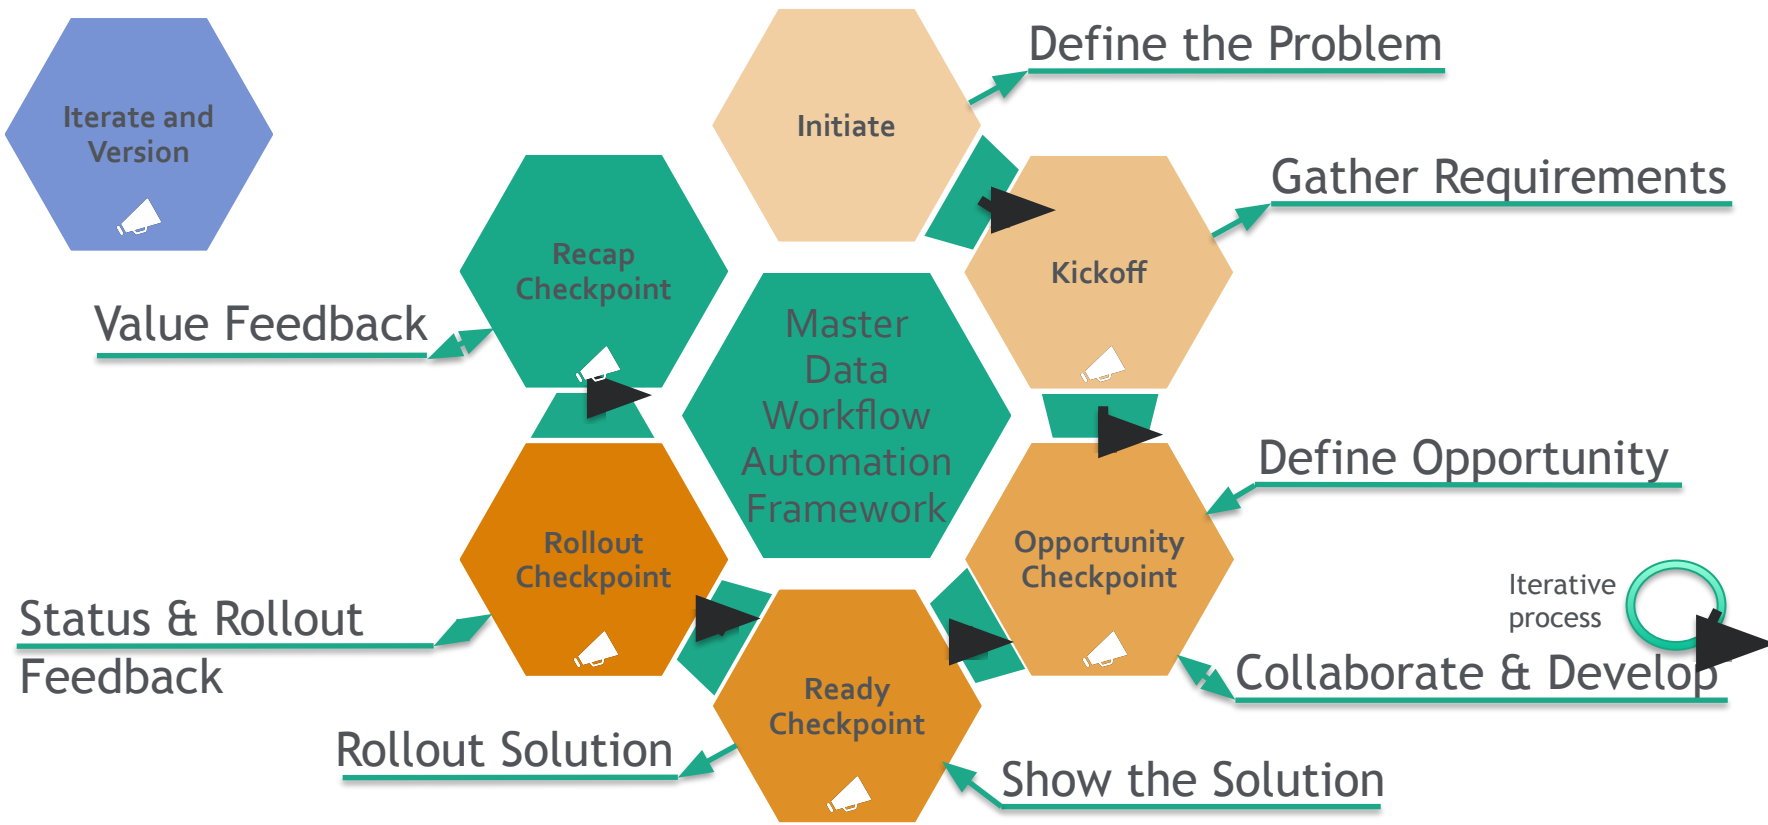 Iterate and
Version
Initiate
Define the Problem
Kickoff
Gather Requirements
Recap
Checkpoint
Value Feedback
Master
Data
Workflow
Automation
Framework
Define Opportunity
Opportunity
Checkpoint
Rollout
Checkpoint
Iterative
process
Status & Rollout
Feedback
Collaborate & Develop
Ready
Checkpoint
Rollout Solution
Show the Solution